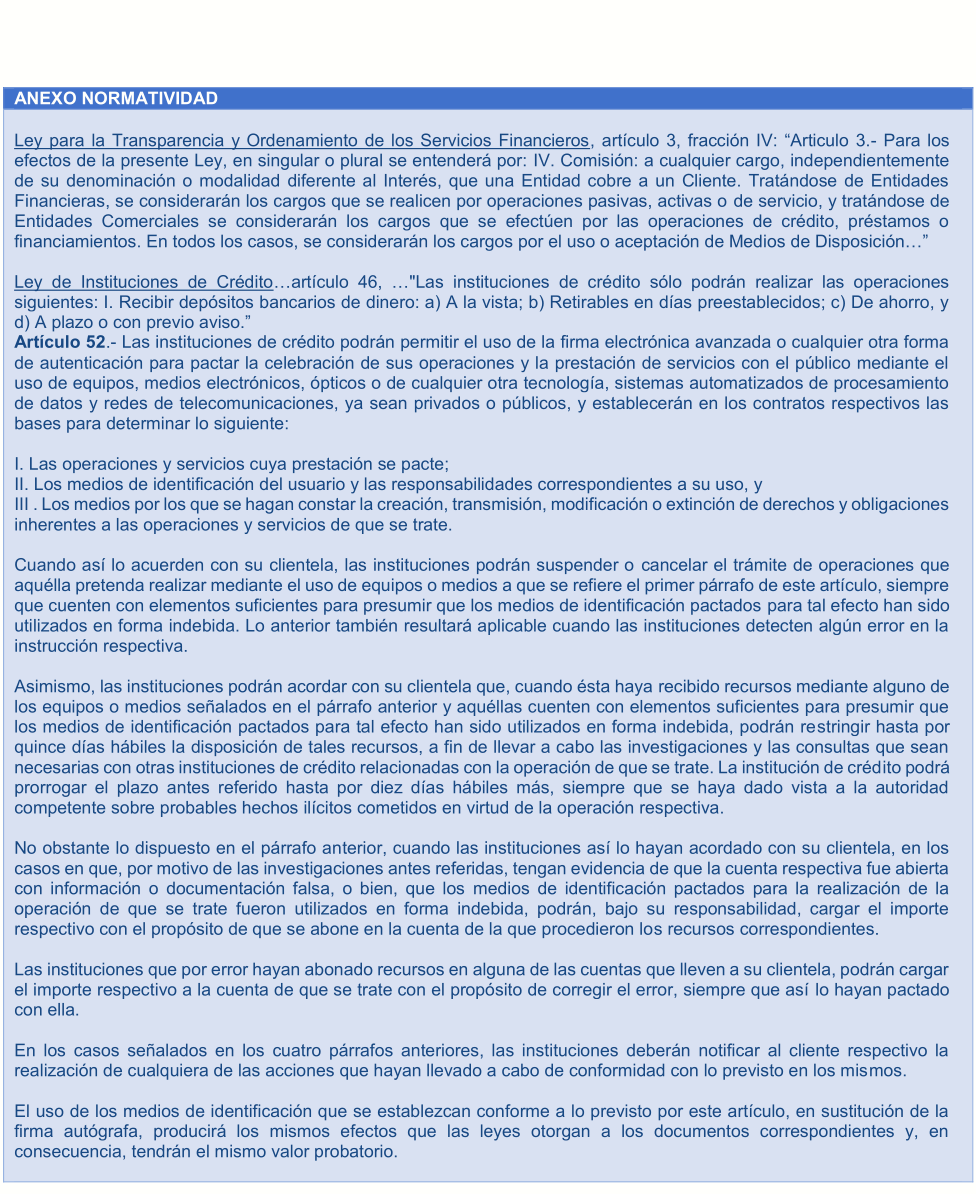 ANEXO NORMATIVIDAD
Ley para la Transparencia y Ordenamiento de los Servicios Financieros, artículo 3, fracción IV: “Articulo 3.- Para los
efectos de la presente Ley, en singular o plural se entenderá por: IV. Comisión: a cualquier cargo, independientemente
de su denominación o modalidad diferente al Interés, que una Entidad cobre a un Cliente. Tratándose de Entidades
Financieras, se considerarán los cargos que se realicen por operaciones pasivas, activas o de servicio, y tratándose de
Entidades Comerciales se considerarán los cargos que se efectúen por las operaciones de crédito, préstamos o
financiamientos. En todos los casos, se considerarán los cargos por el uso o aceptación de Medios de Disposición…”
Ley de Instituciones de Crédito…artículo 46, …"Las instituciones de crédito sólo podrán realizar las operaciones
siguientes: I. Recibir depósitos bancarios de dinero: a) A la vista; b) Retirables en días preestablecidos; c) De ahorro, y
d) A plazo o con previo aviso.”
Artículo 52.- Las instituciones de crédito podrán permitir el uso de la firma electrónica avanzada o cualquier otra forma
de autenticación para pactar la celebración de sus operaciones y la prestación de servicios con el público mediante el
uso de equipos, medios electrónicos, ópticos o de cualquier otra tecnología, sistemas automatizados de procesamiento
de datos y redes de telecomunicaciones, ya sean privados o públicos, y establecerán en los contratos respectivos las
bases para determinar lo siguiente:
I. Las operaciones y servicios cuya prestación se pacte;
II. Los medios de identificación del usuario y las responsabilidades correspondientes a su uso, y
III . Los medios por los que se hagan constar la creación, transmisión, modificación o extinción de derechos y obligaciones
inherentes a las operaciones y servicios de que se trate.
Cuando así lo acuerden con su clientela, las instituciones podrán suspender o cancelar el trámite de operaciones que
aquélla pretenda realizar mediante el uso de equipos o medios a que se refiere el primer párrafo de este artículo, siempre
que cuenten con elementos suficientes para presumir que los medios de identificación pactados para tal efecto han sido
utilizados en forma indebida. Lo anterior también resultará aplicable cuando las instituciones detecten algún error en la
instrucción respectiva.
Asimismo, las instituciones podrán acordar con su clientela que, cuando ésta haya recibido recursos mediante alguno de
los equipos o medios señalados en el párrafo anterior y aquéllas cuenten con elementos suficientes para presumir que
los medios de identificación pactados para tal efecto han sido utilizados en forma indebida, podrán restringir hasta por
quince días hábiles la disposición de tales recursos, a fin de llevar a cabo las investigaciones y las consultas que sean
necesarias con otras instituciones de crédito relacionadas con la operación de que se trate. La institución de crédito podrá
prorrogar el plazo antes referido hasta por diez días hábiles más, siempre que se haya dado vista a la autoridad
competente sobre probables hechos ilícitos cometidos en virtud de la operación respectiva.
No obstante lo dispuesto en el párrafo anterior, cuando las instituciones así lo hayan acordado con su clientela, en los
casos en que, por motivo de las investigaciones antes referidas, tengan evidencia de que la cuenta respectiva fue abierta
con información o documentación falsa, o bien, que los medios de identificación pactados para la realización de la
operación de que se trate fueron utilizados en forma indebida, podrán, bajo su responsabilidad, cargar el importe
respectivo con el propósito de que se abone en la cuenta de la que procedieron los recursos correspondientes.
Las instituciones que por error hayan abonado recursos en alguna de las cuentas que lleven a su clientela, podrán cargar
el importe respectivo a la cuenta de que se trate con el propósito de corregir el error, siempre que así lo hayan pactado
con ella.
En los casos señalados en los cuatro párrafos anteriores, las instituciones deberán notificar al cliente respectivo la
realización de cualquiera de las acciones que hayan llevado a cabo de conformidad con lo previsto en los mismos.
El uso de los medios de identificación que se establezcan conforme a lo previsto por este artículo, en sustitución de la
firma autógrafa, producirá los mismos efectos que las leyes otorgan a los documentos correspondientes y, en
consecuencia, tendrán el mismo valor probatorio.